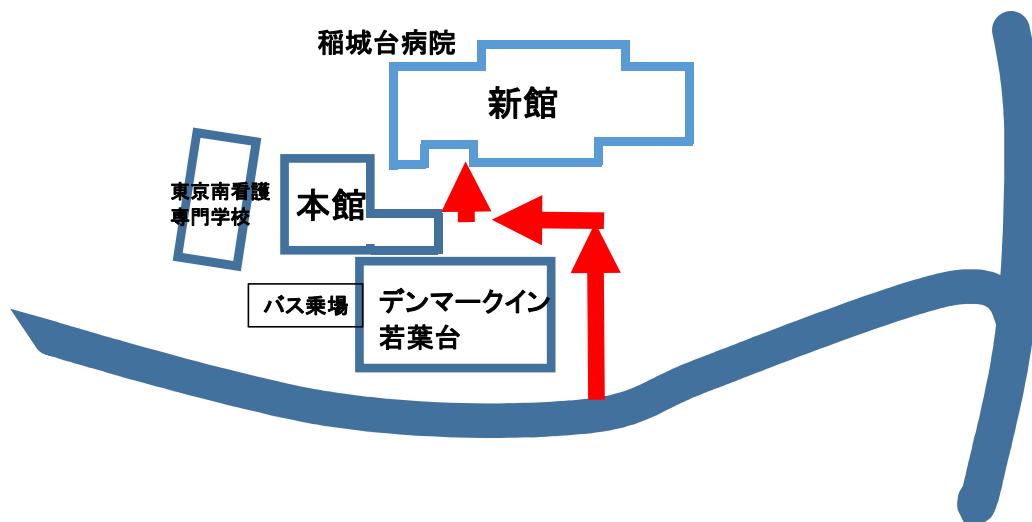 稲城台病院
新館
東京南看護
専門学校
本館
バス乗場
デンマークイン
若葉台